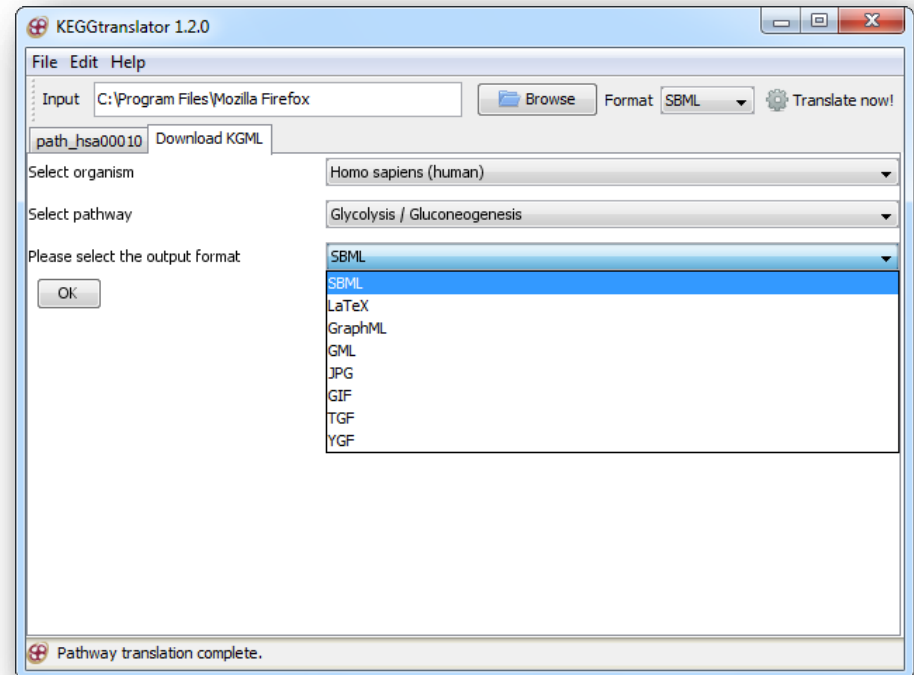 KEGGtranslator 1.2.0
File Edit Help
Input C:\Program Files\Mozilla Firefox Browse Format SBML Translate now!
path_hsa00010 Download KGML
Select organism Homo sapiens (human)
Select pathway Glycolysis / Gluconeogenesis
Please select the output format SBML
OK
SBML
LaTeX
GraphML
GML
JPG
GIF
TGF
YGF
Pathway translation complete.